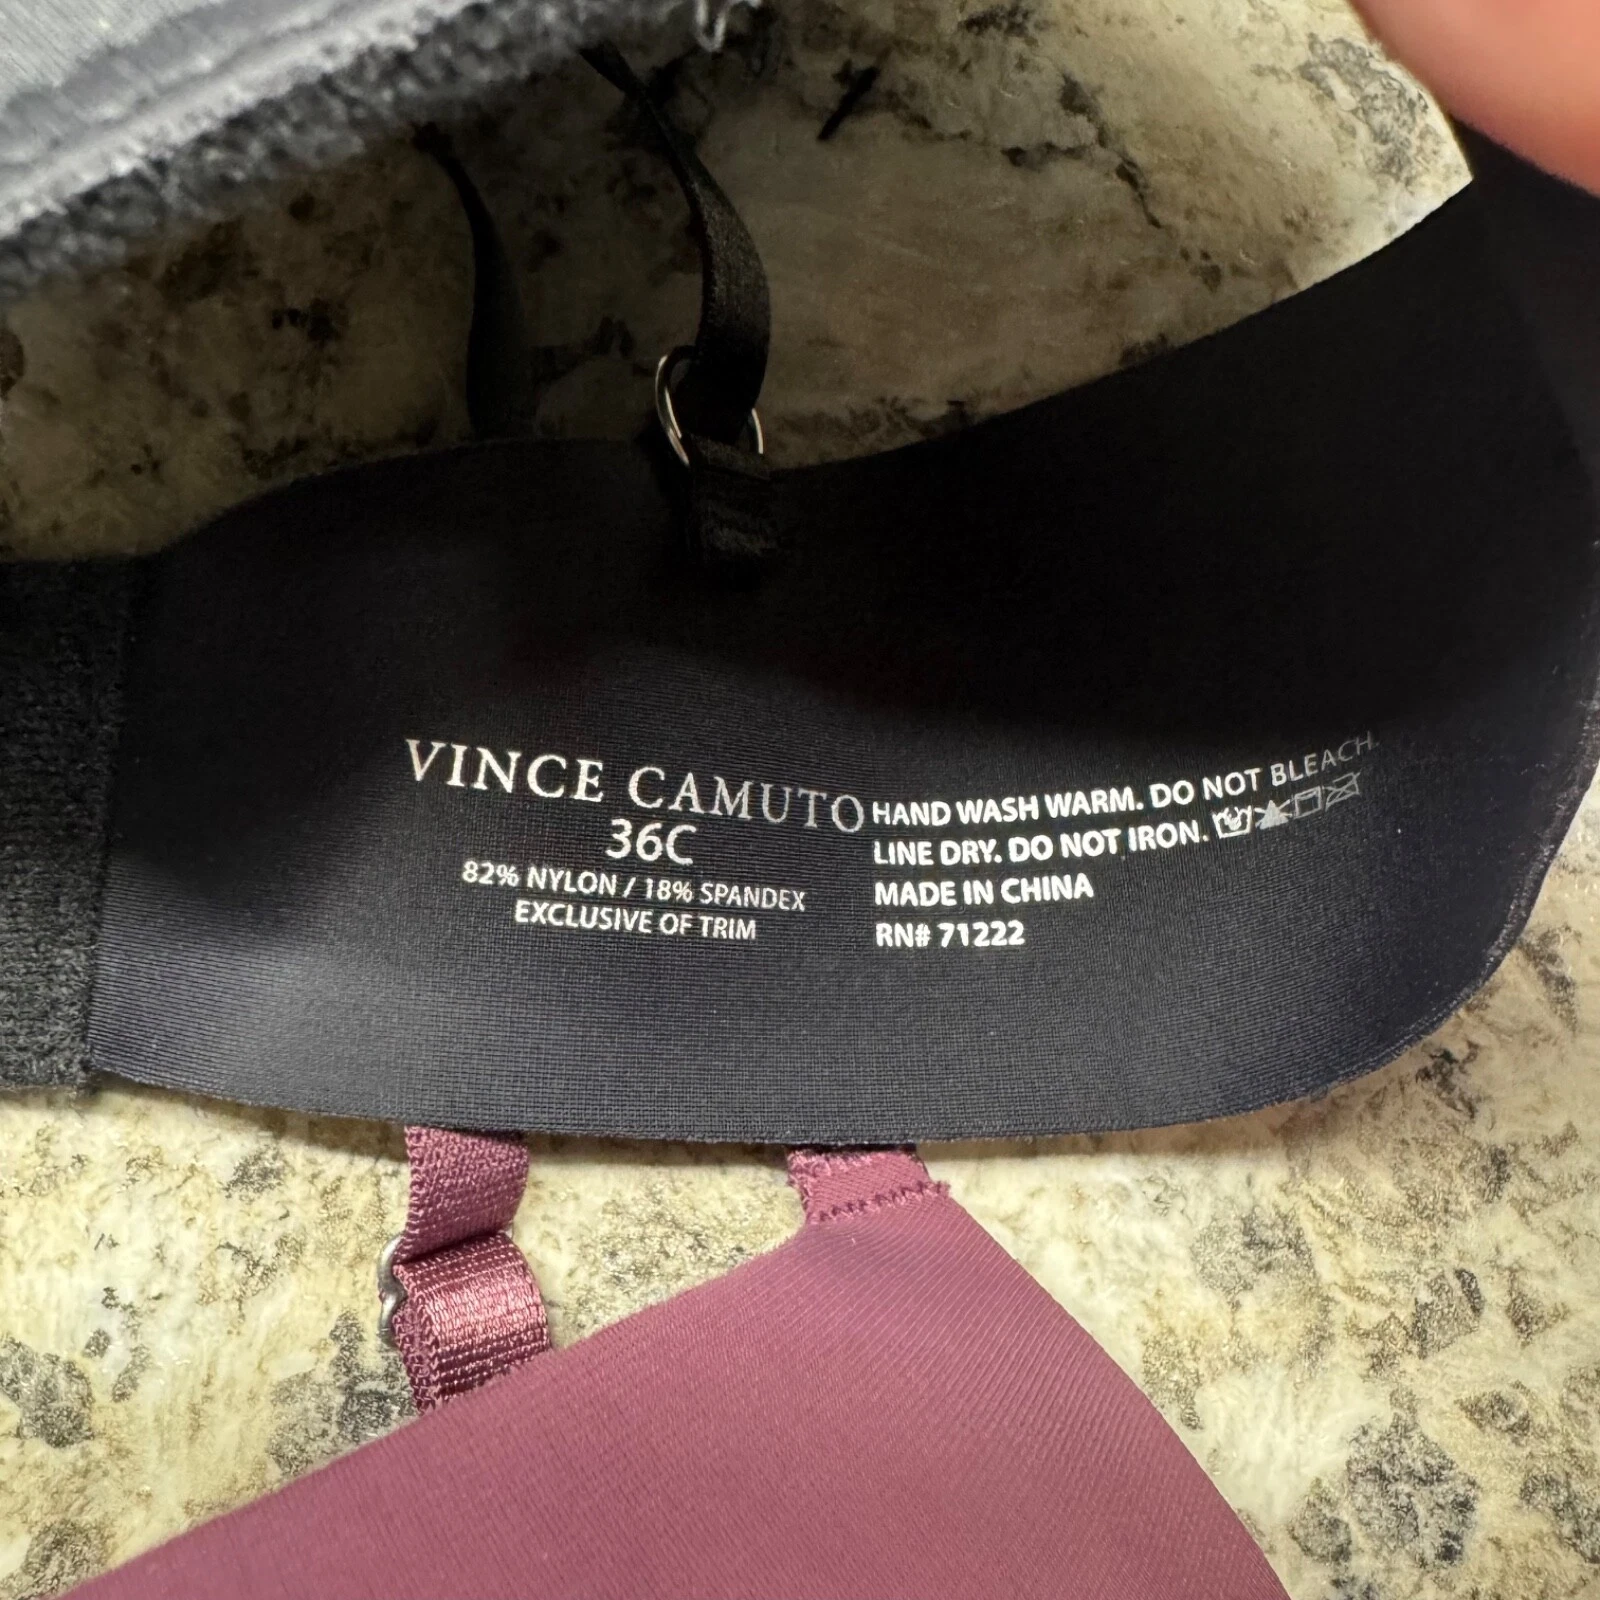 VINCE CAMUTO
36C
82% NYLON / 18% SPANDEX
EXCLUSIVE OF TRIM
HAND WASH WARM. DO NOT BLEACH.
LINE DRY. DO NOT IRON.
MADE IN CHINA
RN# 71222